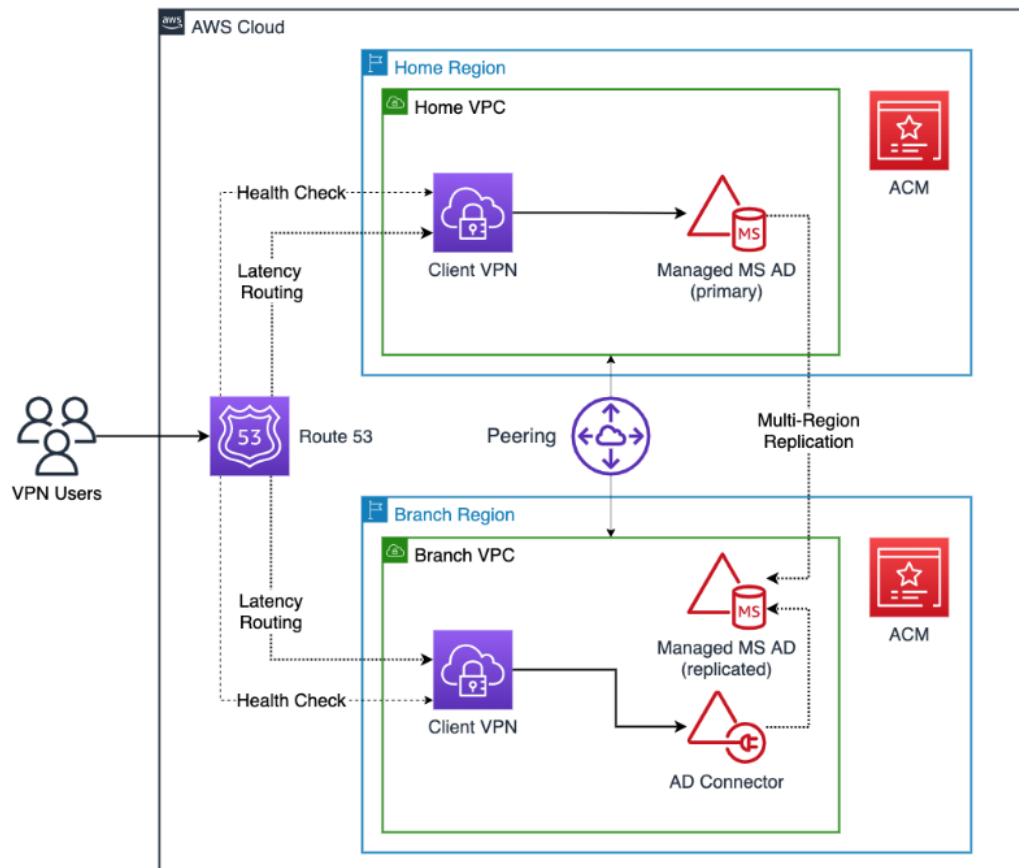 aws
AWS Cloud
Home Region
Home VPC
ACM
Health Check
Client VPN
MS
Managed MS AD
(primary)
Latency
Routing
VPN Users
53
Route 53
Peering
Multi-Region
Replication
Branch Region
Branch VPC
ACM
MS
Managed MS AD
(replicated)
Latency
Routing
Health Check
Client VPN
AD Connector